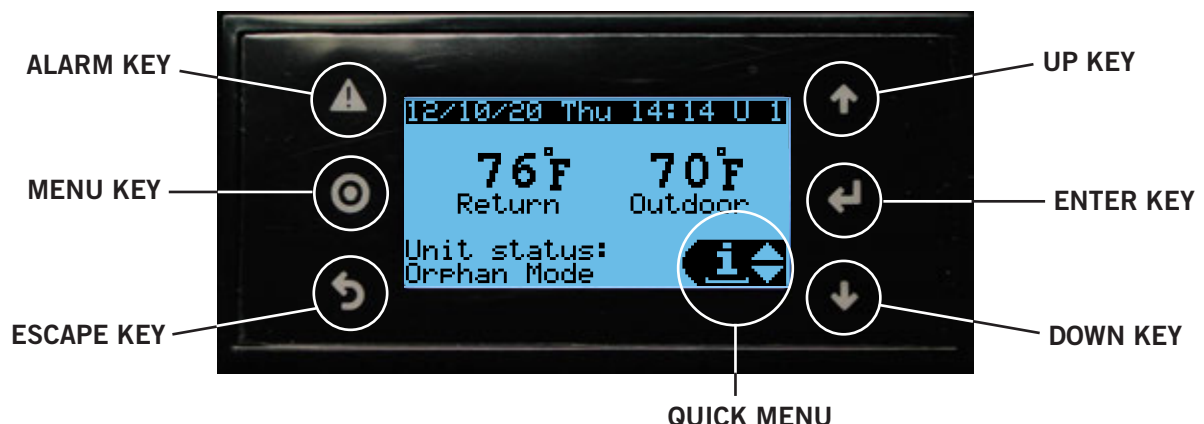 ALARM KEY
MENU KEY
ESCAPE KEY
12/10/20 Thu 14:14 U 1
76°F 70°F
Return Outdoor
Unit status:
Orphan Mode
i
UP KEY
ENTER KEY
DOWN KEY
QUICK MENU